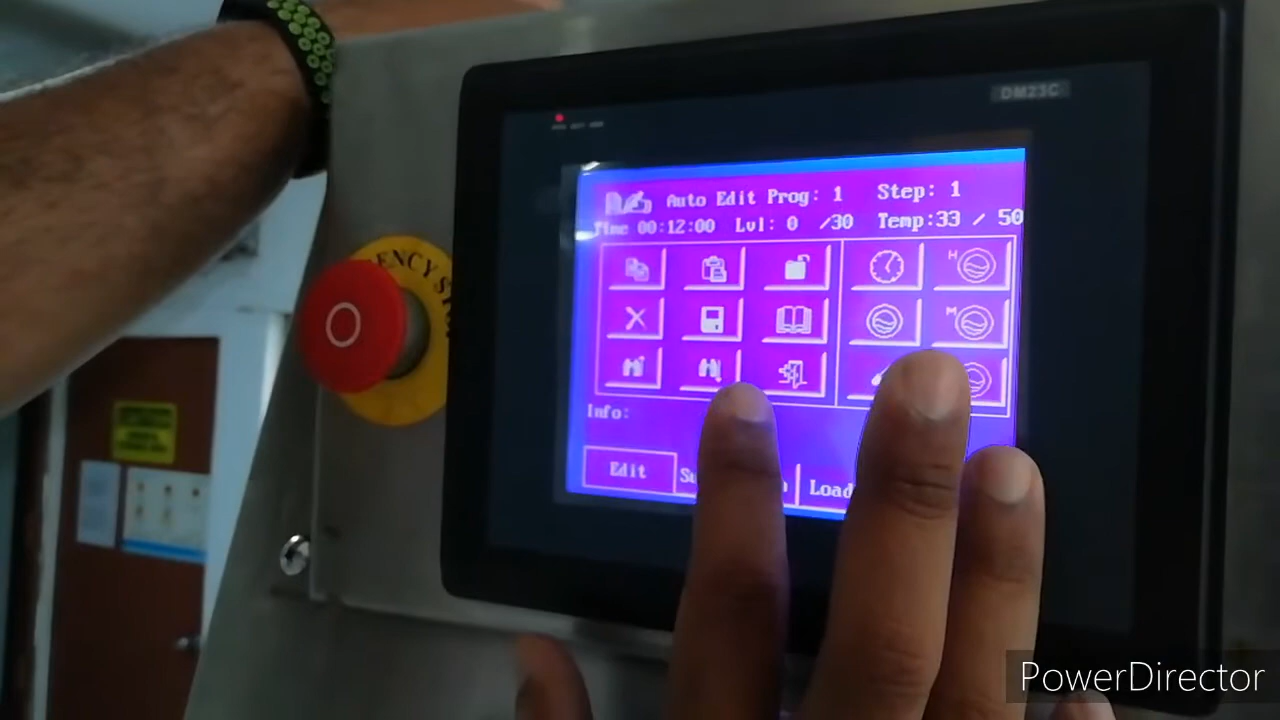 DM23C
Auto Edit Prog: 1 Step: 1
Time 00:12:00 Lvl: 0 /30 Temp:33 / 50
H
M
Info:
Edit
Load
PowerDirector